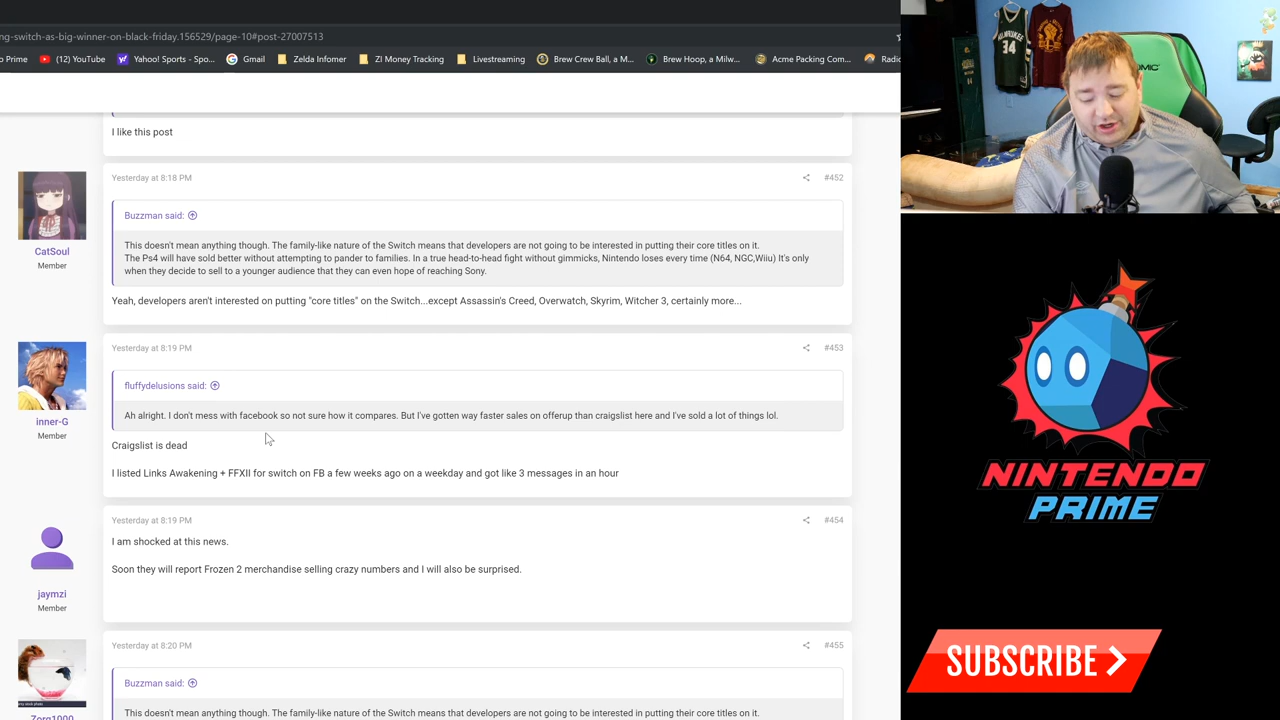 ng-switch-as-big-winner-on-black-friday.156529/page-10#post-27007513
o Prime
(12) YouTube
Yahoo! Sports - Spo...
Gmail
Zelda Infomer
ZI Money Tracking
Livestreaming
Brew Crew Ball, a M...
Brew Hoop, a Milw...
Acme Packing Com...
Radi
I like this post
Yesterday at 8:18 PM
#452
CatSoul
Member
Buzzman said:
This doesn't mean anything though. The family-like nature of the Switch means that developers are not going to be interested in putting their core titles on it.
The Ps4 will have sold better without attempting to pander to families. In a true head-to-head fight without gimmicks, Nintendo loses every time (N64, NGC,Wiiu) It's only
when they decide to sell to a younger audience that they can even hope of reaching Sony.
Yeah, developers aren't interested on putting "core titles" on the Switch...except Assassin's Creed, Overwatch, Skyrim, Witcher 3, certainly more...
Yesterday at 8:19 PM
#453
inner-G
Member
fluffydelusions said:
Ah alright. I don't mess with facebook so not sure how it compares. But I've gotten way faster sales on offerup than craigslist here and I've sold a lot of things lol.
Craigslist is dead
I listed Links Awakening + FFXII for switch on FB a few weeks ago on a weekday and got like 3 messages in an hour
Yesterday at 8:19 PM
#454
jaymzi
Member
I am shocked at this news.
Soon they will report Frozen 2 merchandise selling crazy numbers and I will also be surprised.
Yesterday at 8:20 PM
#455
Zorg1000
Buzzman said:
This doesn't mean anything though. The family-like nature of the Switch means that developers are not going to be interested in putting their core titles on it.
34
NINTENDO
PRIME
SUBSCRIBE